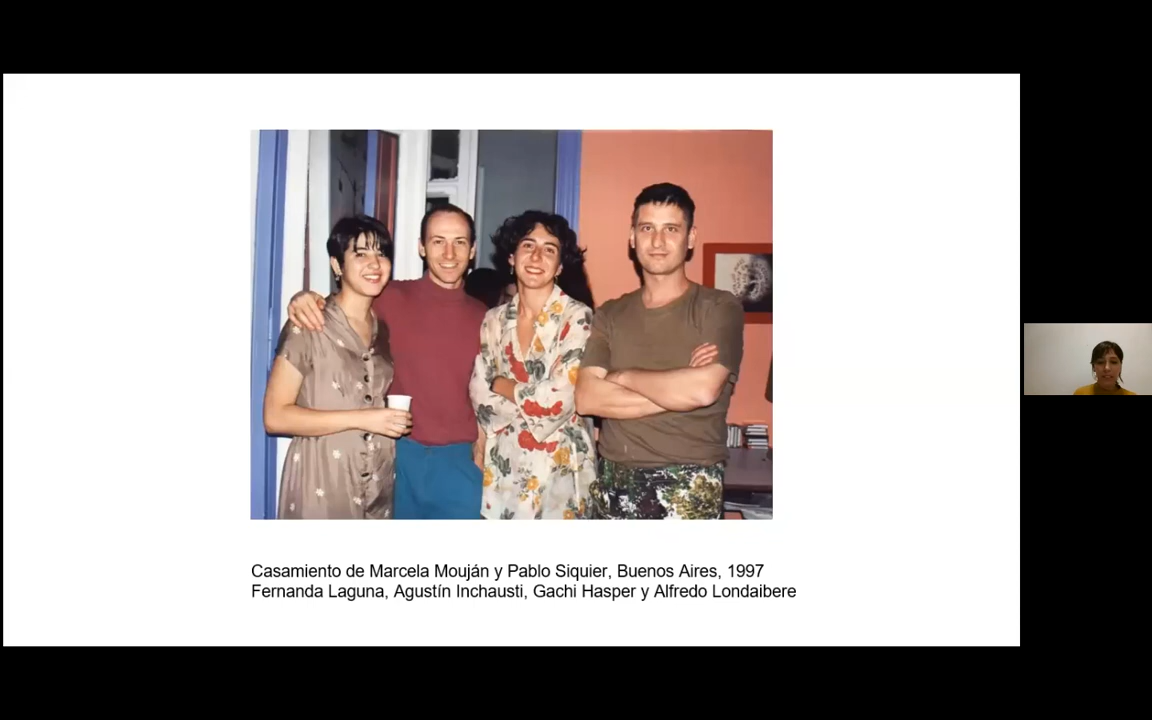 Casamiento de Marcela Mouján y Pablo Siquier, Buenos Aires, 1997
Fernanda Laguna, Agustín Inchausti, Gachi Hasper y Alfredo Londaibere